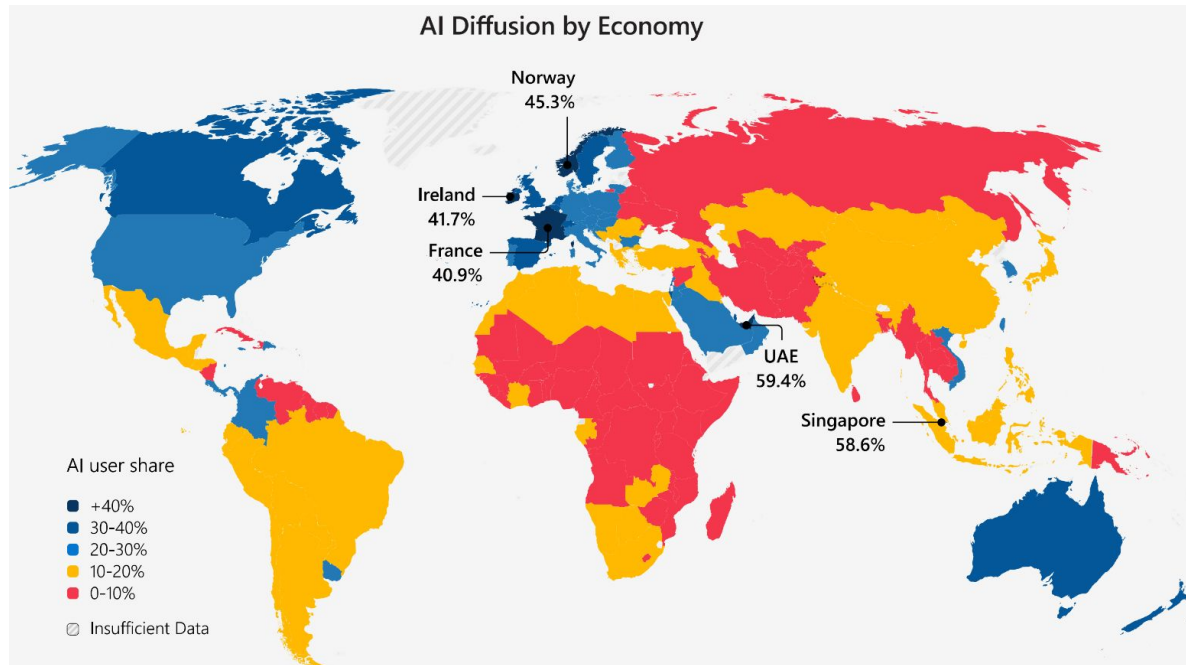 AI Diffusion by Economy
Norway
45.3%
Ireland
41.7%
France
40.9%
UAE
59.4%
Singapore
58.6%
AI user share
+40%
30-40%
20-30%
10-20%
0-10%
Insufficient Data